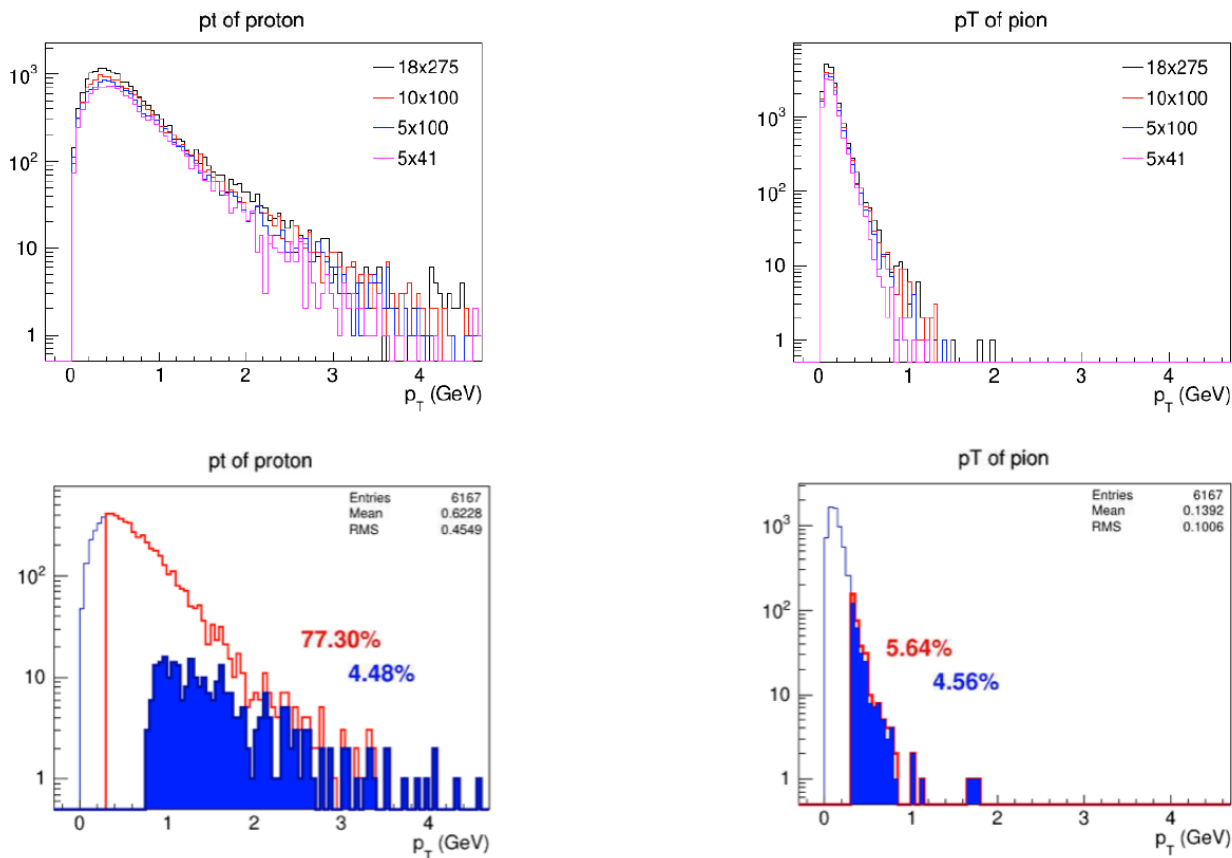 pt of proton
10³
10²
10
1
18x275
10x100
5x100
5x41
0 1 2 3 4
p_T (GeV)
pT of pion
10³
10²
10
1
18x275
10x100
5x100
5x41
0 1 2 3 4
p_T (GeV)
pt of proton
Entries 6167
Mean 0.6228
RMS 0.4549
10²
10
1
77.30%
4.48%
0 1 2 3 4
p_T (GeV)
pT of pion
Entries 6167
Mean 0.1392
RMS 0.1006
10³
10²
10
1
5.64%
4.56%
0 1 2 3 4
p_T (GeV)